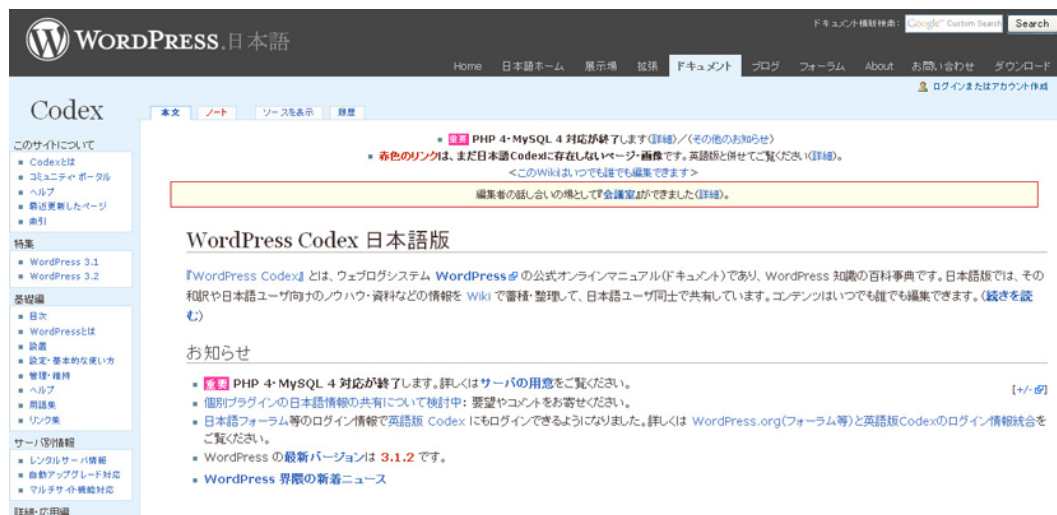 WORDPRESS.日本語
ドキュメント横断検索:
Google™ Custom Search
Search
Home 日本語ホーム 展示場 拡張 ドキュメント ブログ フォーラム About お問い合わせ ダウンロード
ログインまたはアカウント作成
Codex
本文 ノート ソースを表示 履歴
重要 PHP 4・MySQL 4 対応が終了します(詳細)/(その他のお知らせ)
赤色のリンクは、まだ日本語Codexに存在しないページ・画像です。英語版と併せてご覧ください(詳細)。
<このWikiはいつでも誰でも編集できます>
編集者の話し合いの場として『会議室』ができました(詳細)。
このサイトについて
Codexとは
コミュニティ ポータル
ヘルプ
最近更新したページ
索引
特集
WordPress 3.1
WordPress 3.2
基礎編
目次
WordPressとは
設置
設定・基本的な使い方
管理・維持
ヘルプ
用語集
リンク集
サーバ別情報
レンタルサーバ情報
自動アップグレード対応
マルチサイト機能対応
詳細・応用編
WordPress Codex 日本語版
『WordPress Codex』 とは、ウェブログシステム WordPress の公式オンラインマニュアル(ドキュメント)であり、WordPress 知識の百科事典です。日本語版では、その
和訳や日本語ユーザ向けのノウハウ・資料などの情報を Wiki で蓄積・整理して、日本語ユーザ同士で共有しています。コンテンツはいつでも誰でも編集できます。(続きを読
む)
お知らせ
重要 PHP 4・MySQL 4 対応が終了します。詳しくはサーバの用意をご覧ください。
[+/-]
個別プラグインの日本語情報の共有について検討中: 要望やコメントをお寄せください。
日本語フォーラム等のログイン情報で英語版 Codex にもログインできるようになりました。詳しくは WordPress.org(フォーラム等)と英語版Codexのログイン情報統合を
ご覧ください。
WordPress の最新バージョンは 3.1.2 です。
WordPress 界隈の新着ニュース